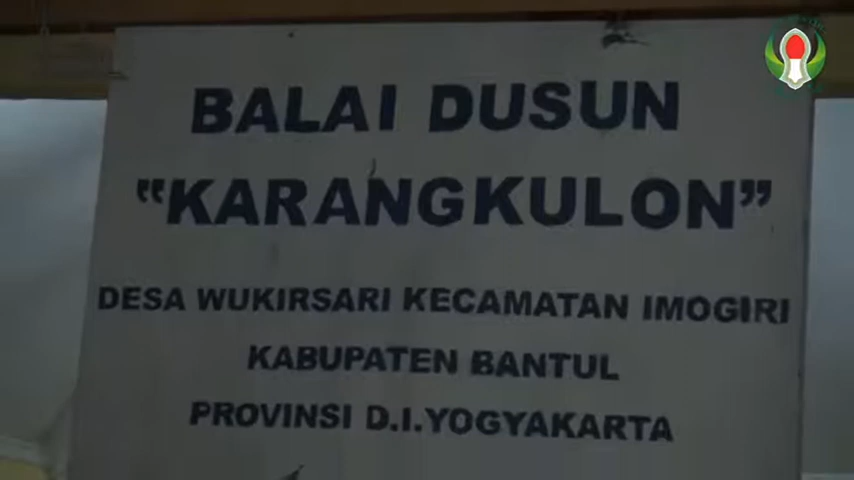 BALAI DUSUN
"KARANGKULON"
DESA WUKIRSARI KECAMATAN IMOGIRI
KABUPATEN BANTUL
PROVINSI D.I.YOGYAKARTA